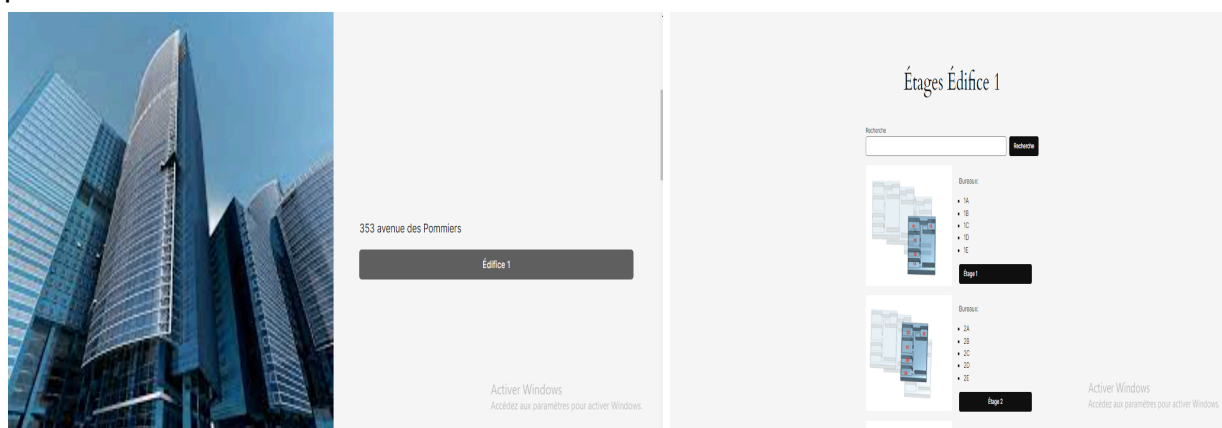 353 avenue des Pommiers
Édifice 1
Activer Windows
Accédez aux paramètres pour activer Windows.
Étages Édifice 1
Recherche
Recherche
Bureaux:
1A
1B
1C
1D
1E
Étage 1
Bureaux:
2A
2B
2C
2D
2E
Étage 2
Activer Windows
Accédez aux paramètres pour activer Windows.